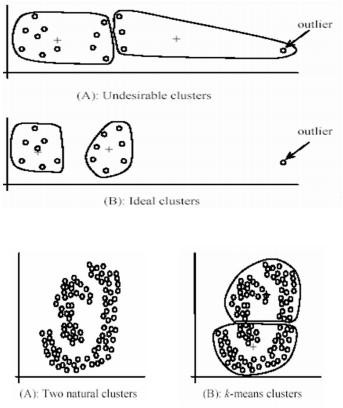 outlier
(A): Undesirable clusters
outlier
(B): Ideal clusters
(A): Two natural clusters
(B): k-means clusters